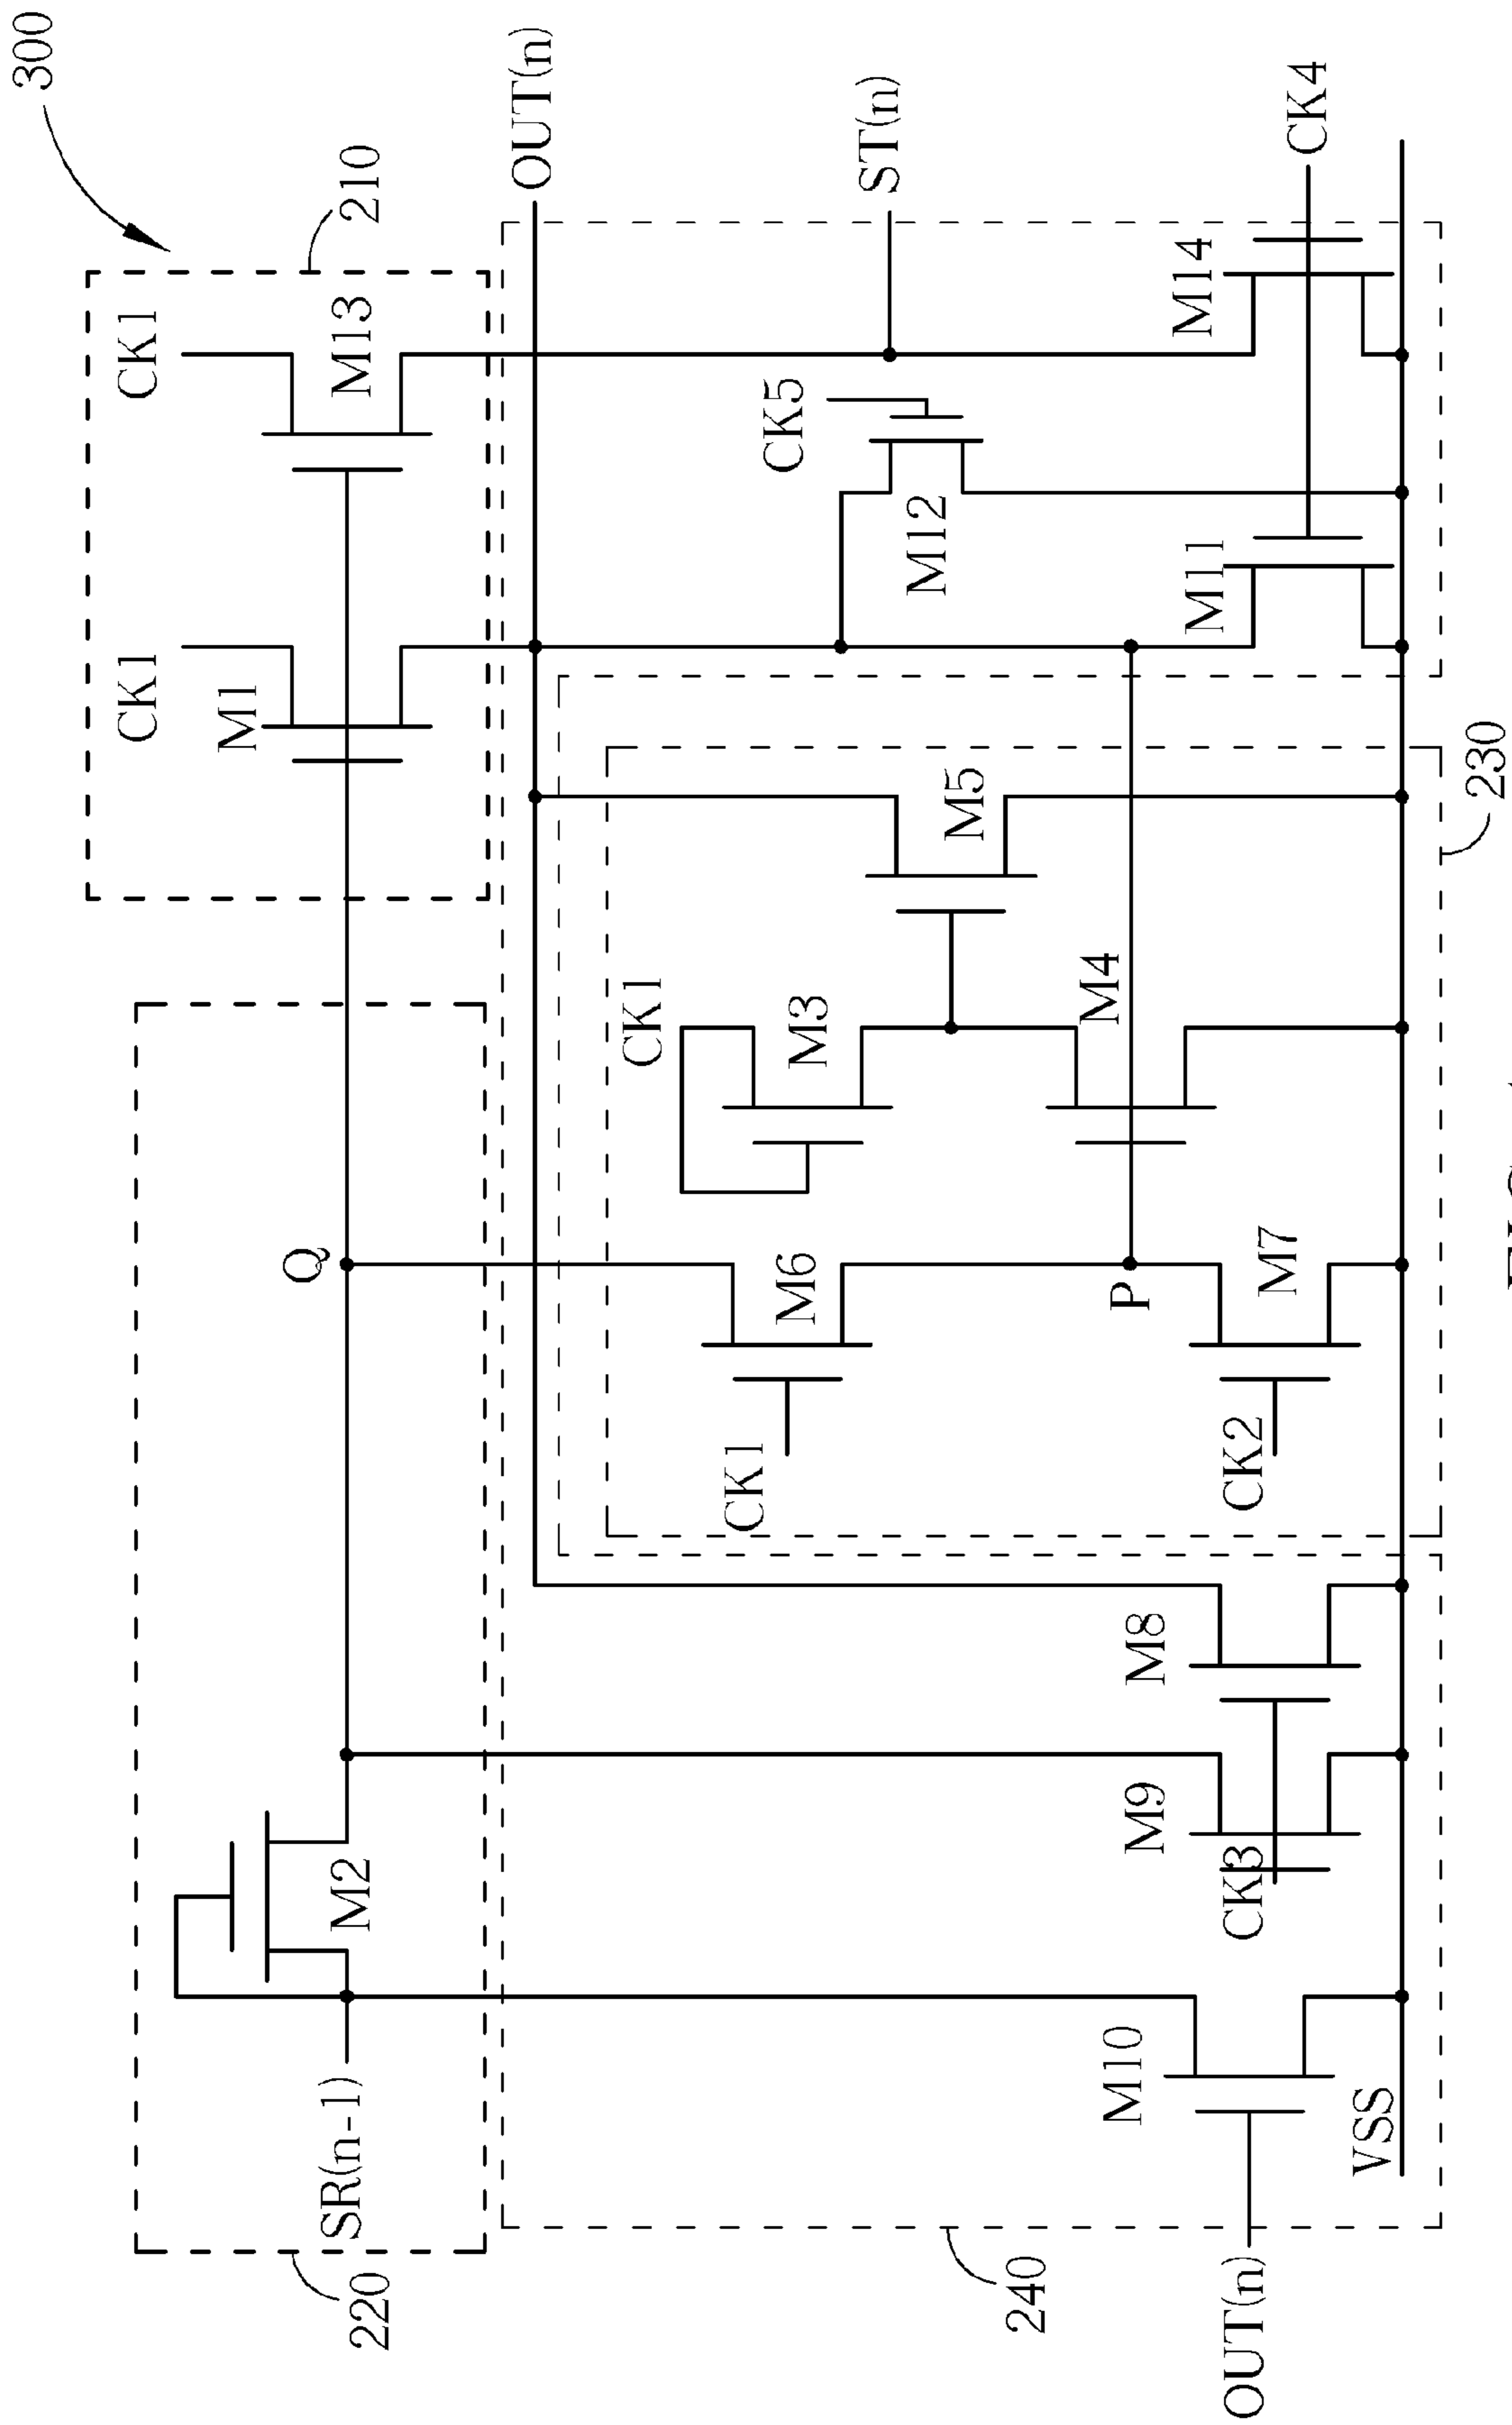 300
210
CK1
CK1
M13
M1
OUT(n)
ST(n)
CK4
CK5
M12
M14
M11
Q
SR(n-1)
M2
220
CK1
M3
M5
M4
M6
CK1
P
M7
CK2
M8
M9
CK3
M10
VSS
OUT(n)
240
230